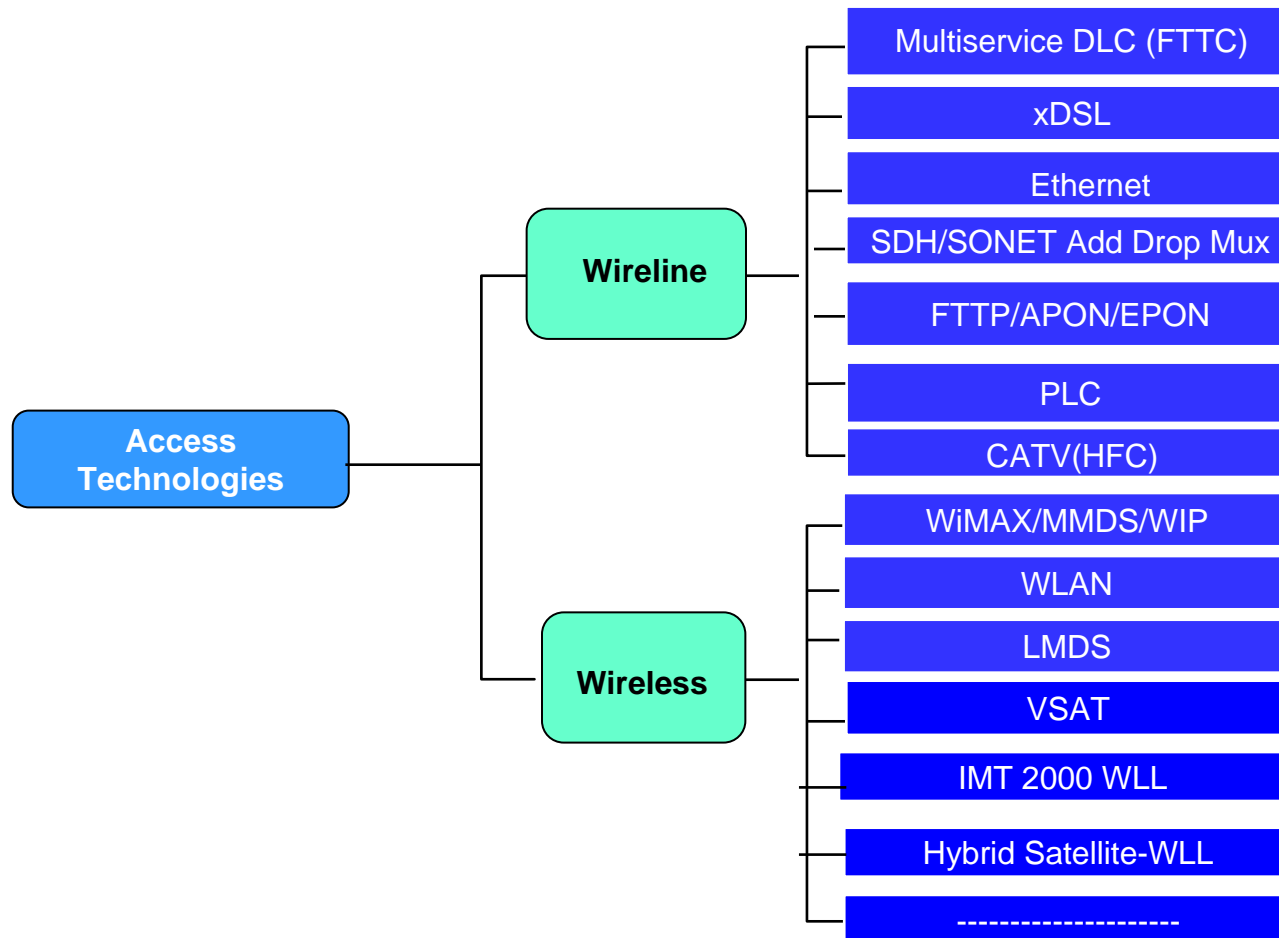 Access
Technologies
Wireline
Multiservice DLC (FTTC)
xDSL
Ethernet
SDH/SONET Add Drop Mux
FTTP/APON/EPON
PLC
CATV(HFC)
Wireless
WiMAX/MMDS/WIP
WLAN
LMDS
VSAT
IMT 2000 WLL
Hybrid Satellite-WLL
---------------------